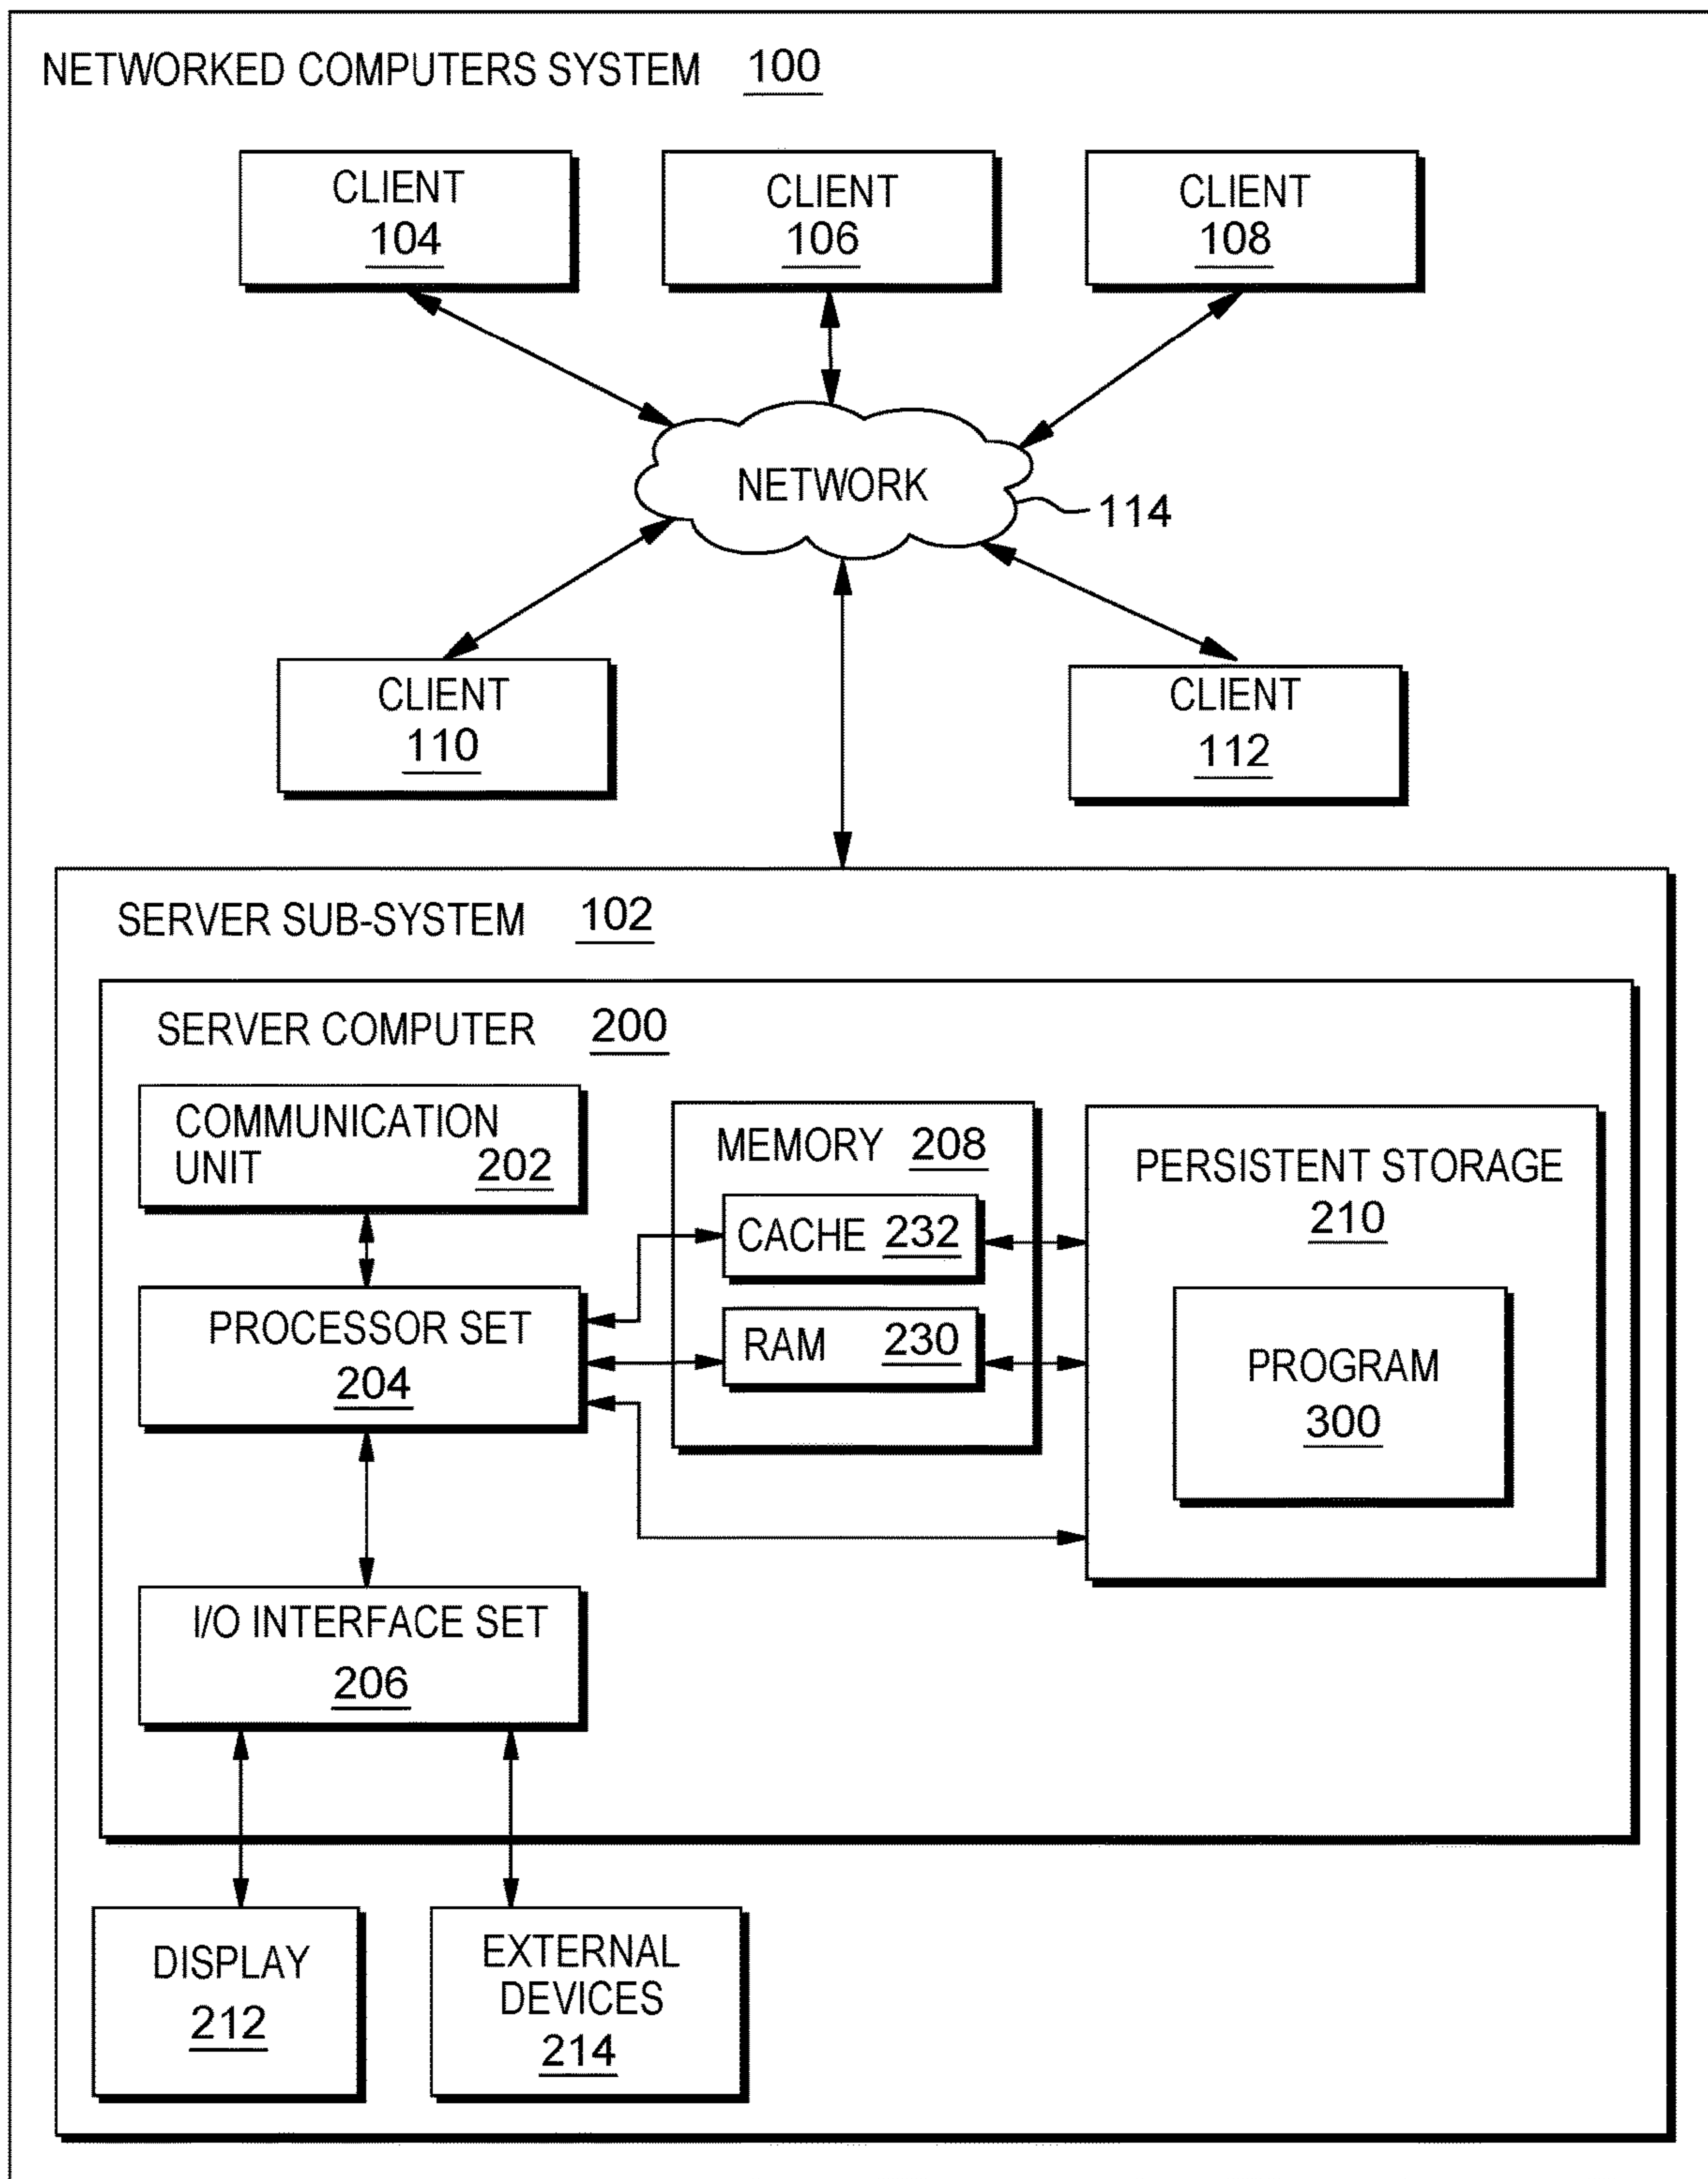 NETWORKED COMPUTERS SYSTEM 100
CLIENT
104
CLIENT
106
CLIENT
108
NETWORK
114
CLIENT
110
CLIENT
112
SERVER SUB-SYSTEM 102
SERVER COMPUTER 200
COMMUNICATION
UNIT 202
MEMORY 208
PERSISTENT STORAGE
210
CACHE 232
PROCESSOR SET
204
RAM 230
PROGRAM
300
I/O INTERFACE SET
206
DISPLAY
212
EXTERNAL
DEVICES
214